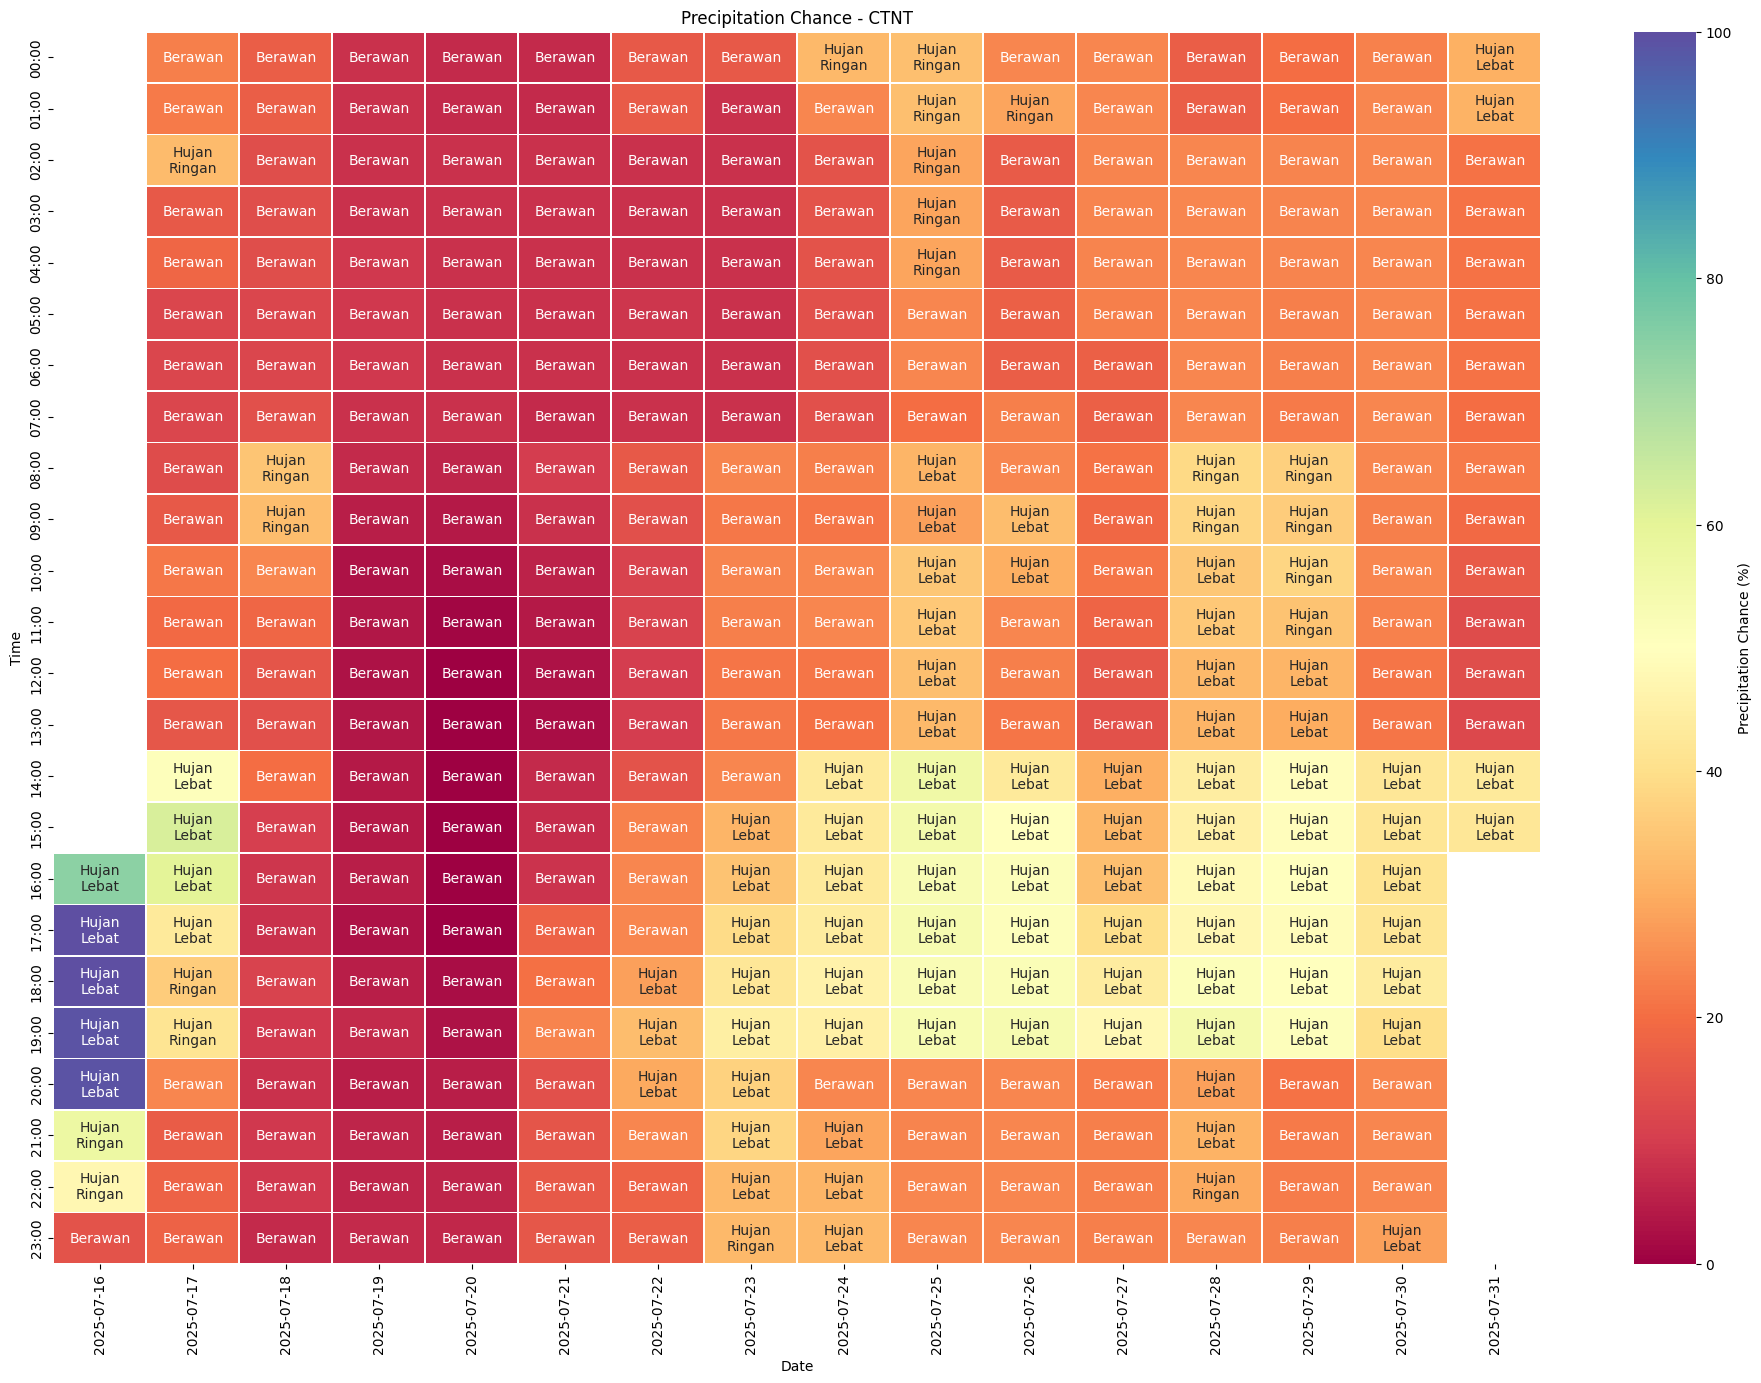 Precipitation Chance - CTNT
00:00 Berawan Berawan Berawan Berawan Berawan Berawan Berawan Hujan Ringan Hujan Ringan Berawan Berawan Berawan Berawan Berawan Hujan Lebat
01:00 Berawan Berawan Berawan Berawan Berawan Berawan Berawan Berawan Hujan Ringan Hujan Ringan Berawan Berawan Berawan Berawan Hujan Lebat
02:00 Hujan Ringan Berawan Berawan Berawan Berawan Berawan Berawan Berawan Hujan Ringan Berawan Berawan Berawan Berawan Berawan Berawan
03:00 Berawan Berawan Berawan Berawan Berawan Berawan Berawan Berawan Hujan Ringan Berawan Berawan Berawan Berawan Berawan Berawan
04:00 Berawan Berawan Berawan Berawan Berawan Berawan Berawan Berawan Hujan Ringan Berawan Berawan Berawan Berawan Berawan Berawan
05:00 Berawan Berawan Berawan Berawan Berawan Berawan Berawan Berawan Berawan Berawan Berawan Berawan Berawan Berawan Berawan
06:00 Berawan Berawan Berawan Berawan Berawan Berawan Berawan Berawan Berawan Berawan Berawan Berawan Berawan Berawan Berawan
07:00 Berawan Berawan Berawan Berawan Berawan Berawan Berawan Berawan Berawan Berawan Berawan Berawan Berawan Berawan Berawan
08:00 Berawan Hujan Ringan Berawan Berawan Berawan Berawan Berawan Berawan Hujan Lebat Berawan Berawan Hujan Ringan Hujan Ringan Berawan Berawan
09:00 Berawan Hujan Ringan Berawan Berawan Berawan Berawan Berawan Berawan Hujan Lebat Hujan Lebat Berawan Hujan Ringan Hujan Ringan Berawan Berawan
10:00 Berawan Berawan Berawan Berawan Berawan Berawan Berawan Berawan Hujan Lebat Hujan Lebat Berawan Hujan Lebat Hujan Ringan Berawan Berawan
11:00 Berawan Berawan Berawan Berawan Berawan Berawan Berawan Berawan Hujan Lebat Berawan Berawan Hujan Lebat Hujan Ringan Berawan Berawan
12:00 Berawan Berawan Berawan Berawan Berawan Berawan Berawan Berawan Hujan Lebat Berawan Berawan Hujan Lebat Hujan Lebat Berawan Berawan
13:00 Berawan Berawan Berawan Berawan Berawan Berawan Berawan Berawan Hujan Lebat Berawan Berawan Hujan Lebat Hujan Lebat Berawan Berawan
14:00 Hujan Lebat Berawan Berawan Berawan Berawan Berawan Berawan Hujan Lebat Hujan Lebat Hujan Lebat Hujan Lebat Hujan Lebat Hujan Lebat Hujan Lebat Hujan Lebat
15:00 Hujan Lebat Berawan Berawan Berawan Berawan Berawan Hujan Lebat Hujan Lebat Hujan Lebat Hujan Lebat Hujan Lebat Hujan Lebat Hujan Lebat Hujan Lebat Hujan Lebat
16:00 Hujan Lebat Hujan Lebat Berawan Berawan Berawan Berawan Berawan Hujan Lebat Hujan Lebat Hujan Lebat Hujan Lebat Hujan Lebat Hujan Lebat Hujan Lebat Hujan Lebat
17:00 Hujan Lebat Hujan Lebat Berawan Berawan Berawan Berawan Berawan Hujan Lebat Hujan Lebat Hujan Lebat Hujan Lebat Hujan Lebat Hujan Lebat Hujan Lebat Hujan Lebat
18:00 Hujan Lebat Hujan Ringan Berawan Berawan Berawan Berawan Hujan Lebat Hujan Lebat Hujan Lebat Hujan Lebat Hujan Lebat Hujan Lebat Hujan Lebat Hujan Lebat Hujan Lebat
19:00 Hujan Lebat Hujan Ringan Berawan Berawan Berawan Berawan Hujan Lebat Hujan Lebat Hujan Lebat Hujan Lebat Hujan Lebat Hujan Lebat Hujan Lebat Hujan Lebat Hujan Lebat
20:00 Hujan Lebat Berawan Berawan Berawan Berawan Berawan Hujan Lebat Hujan Lebat Berawan Berawan Berawan Berawan Hujan Lebat Berawan Berawan
21:00 Hujan Ringan Berawan Berawan Berawan Berawan Berawan Berawan Hujan Lebat Hujan Lebat Berawan Berawan Berawan Hujan Lebat Berawan Berawan
22:00 Hujan Ringan Berawan Berawan Berawan Berawan Berawan Berawan Hujan Lebat Hujan Lebat Berawan Berawan Berawan Hujan Ringan Berawan Berawan
23:00 Berawan Berawan Berawan Berawan Berawan Berawan Berawan Hujan Ringan Hujan Lebat Berawan Berawan Berawan Berawan Berawan Hujan Lebat
Time
2025-07-16 2025-07-17 2025-07-18 2025-07-19 2025-07-20 2025-07-21 2025-07-22 2025-07-23 2025-07-24 2025-07-25 2025-07-26 2025-07-27 2025-07-28 2025-07-29 2025-07-30 2025-07-31
Date
100
80
60
40
20
0
Precipitation Chance (%)